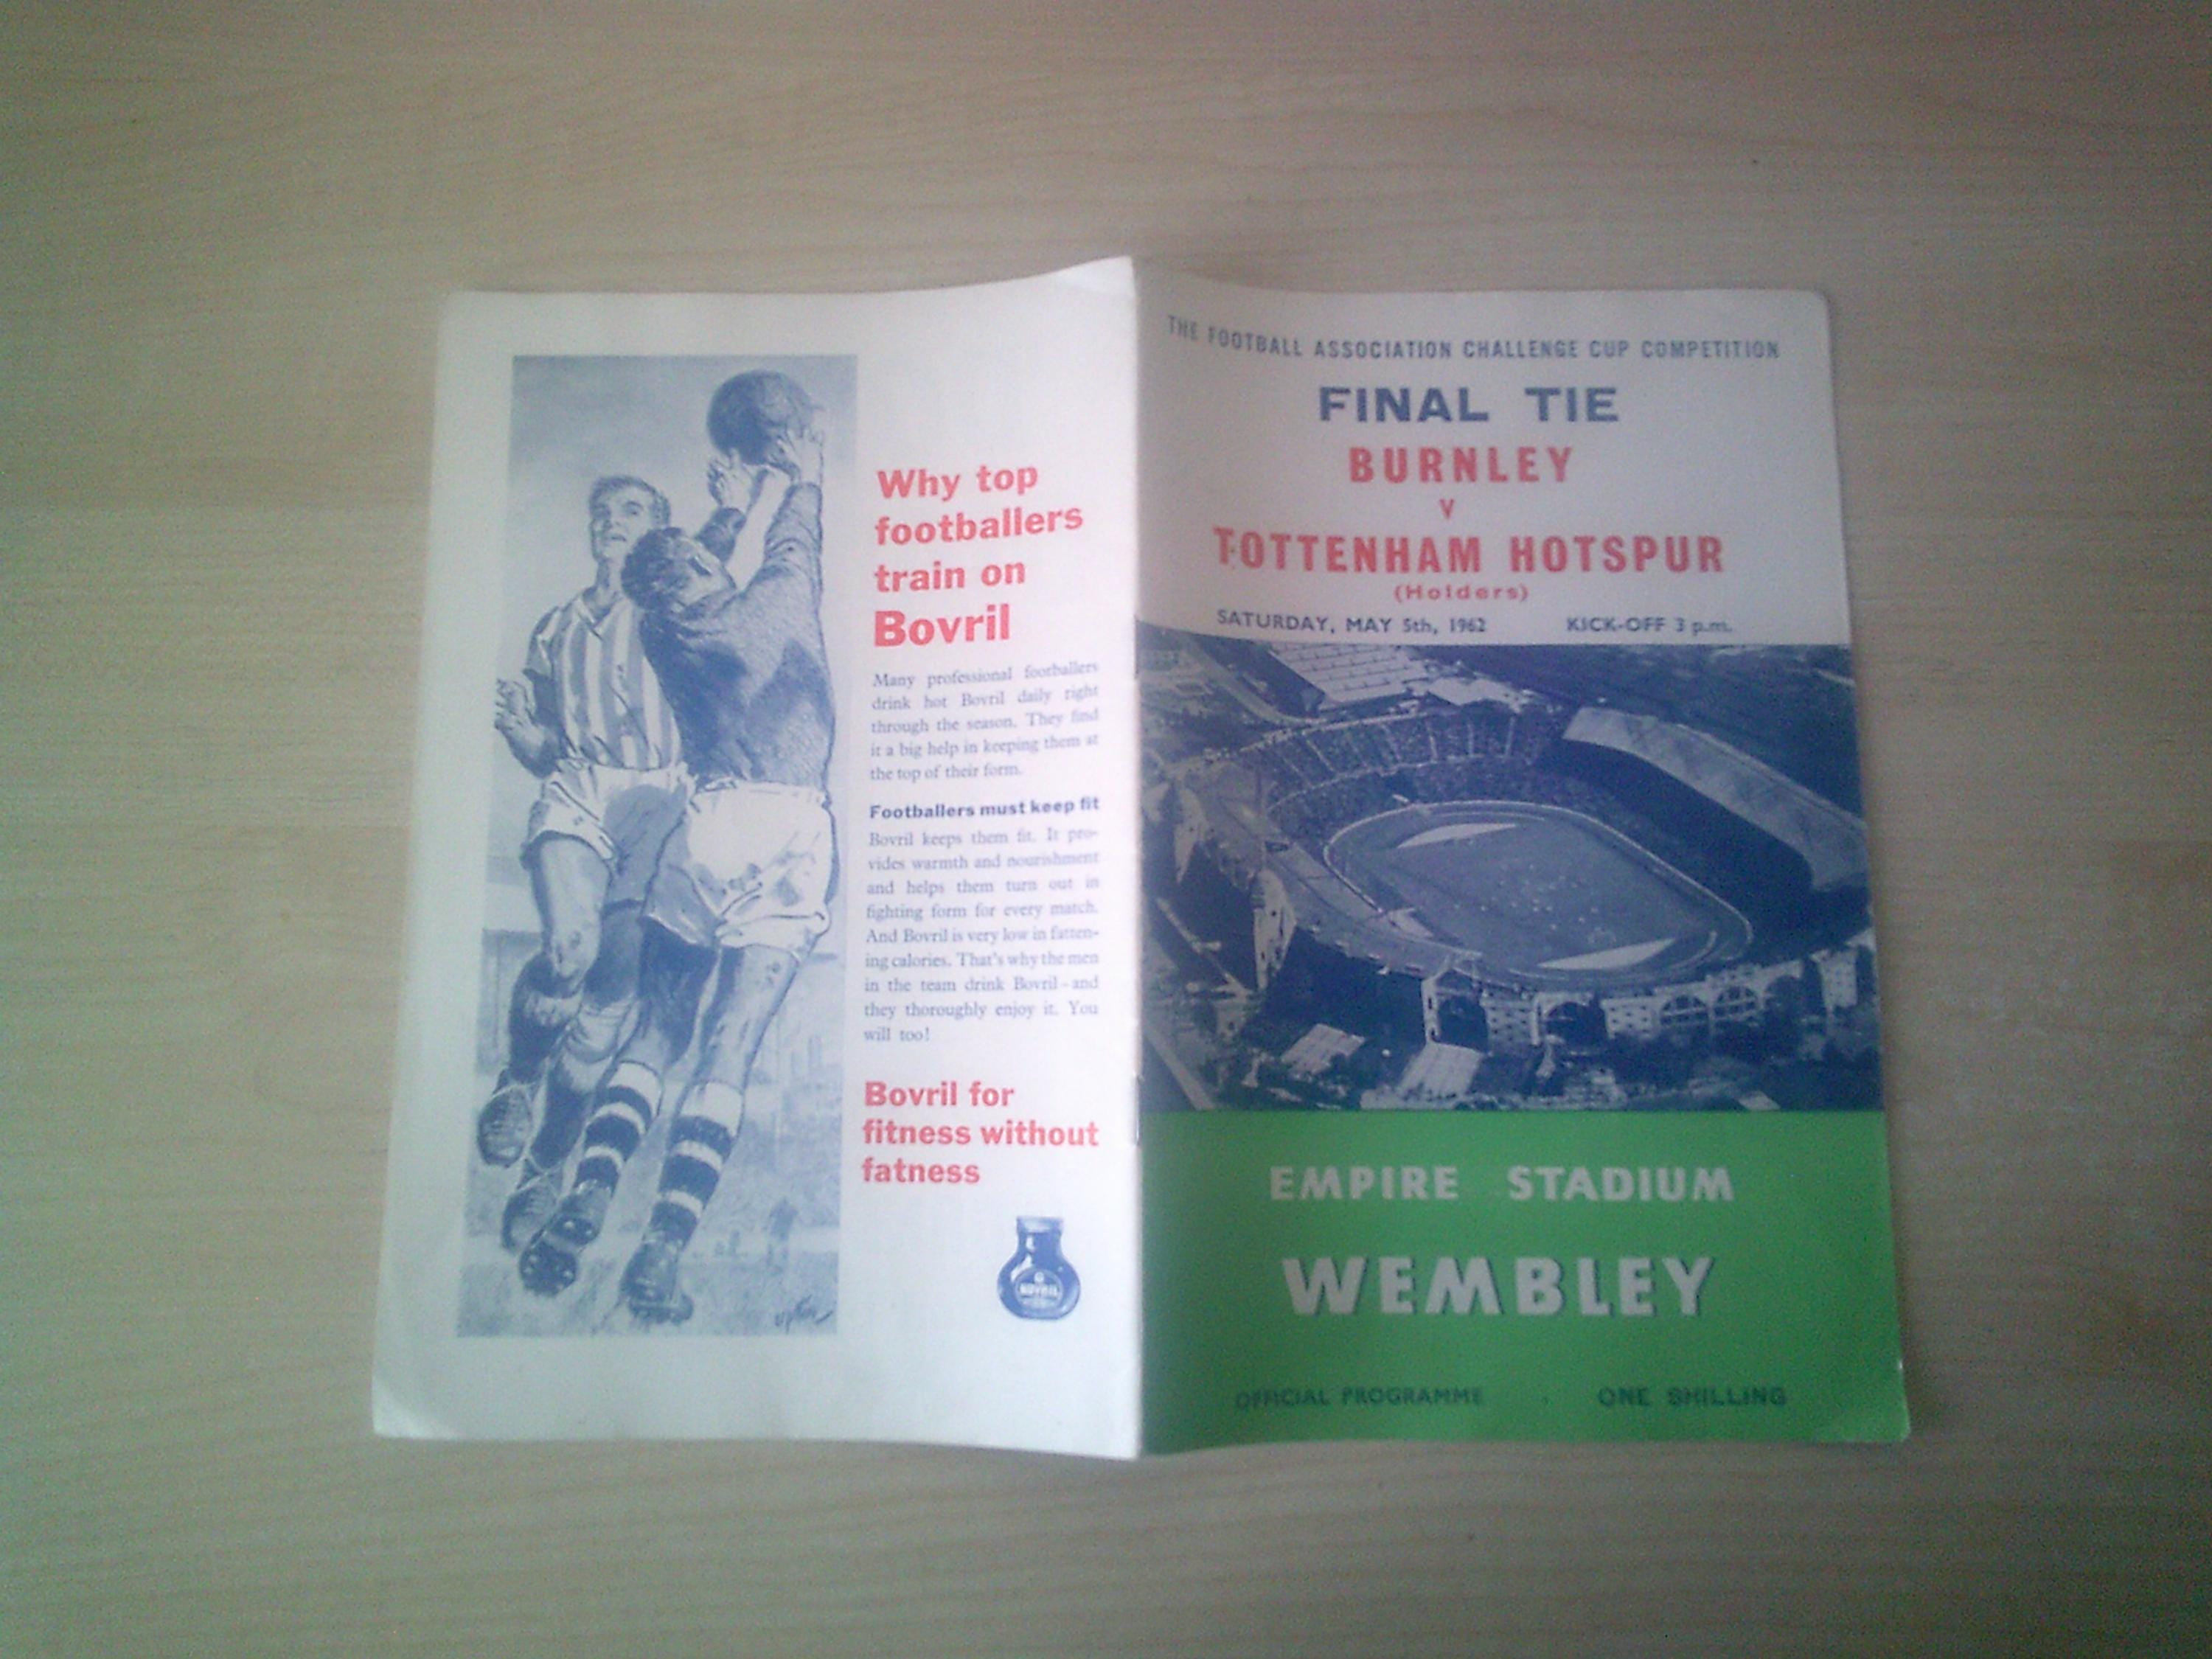 Why top
footballers
train on
Bovril
Many professional footballers
drink hot Bovril daily right
through the season. They find
it a big help in keeping them at
the top of their form.
Footballers must keep fit
Bovril keeps them fit. It pro-
vides warmth and nourishment
and helps them turn out in
fighting form for every match.
And Bovril is very low in fatten-
ing calories. That's why the men
in the team drink Bovril - and
they thoroughly enjoy it. You
will too!
Bovril for
fitness without
fatness
BOVRIL
THE FOOTBALL ASSOCIATION CHALLENGE CUP COMPETITION
FINAL TIE
BURNLEY
v
TOTTENHAM HOTSPUR
(Holders)
SATURDAY, MAY 5th, 1962 KICK-OFF 3 p.m.
EMPIRE STADIUM
WEMBLEY
OFFICIAL PROGRAMME . ONE SHILLING